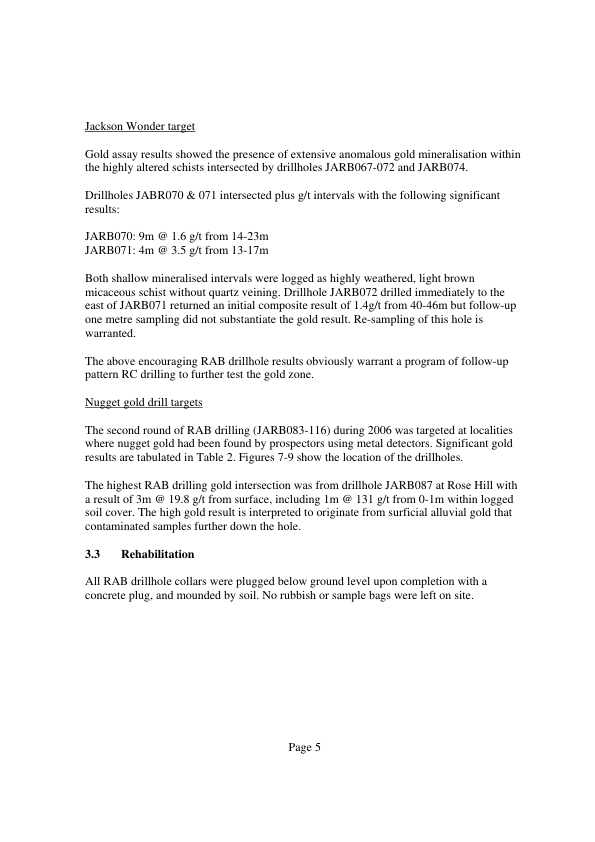 Jackson Wonder target
Gold assay results showed the presence of extensive anomalous gold mineralisation within
the highly altered schists intersected by drillholes JARB067-072 and JARB074.
Drillholes JABR070 & 071 intersected plus g/t intervals with the following significant
results:
JARB070: 9m @ 1.6 g/t from 14-23m
JARB071: 4m @ 3.5 g/t from 13-17m
Both shallow mineralised intervals were logged as highly weathered, light brown
micaceous schist without quartz veining. Drillhole JARB072 drilled immediately to the
east of JARB071 returned an initial composite result of 1.4g/t from 40-46m but follow-up
one metre sampling did not substantiate the gold result. Re-sampling of this hole is
warranted.
The above encouraging RAB drillhole results obviously warrant a program of follow-up
pattern RC drilling to further test the gold zone.
Nugget gold drill targets
The second round of RAB drilling (JARB083-116) during 2006 was targeted at localities
where nugget gold had been found by prospectors using metal detectors. Significant gold
results are tabulated in Table 2. Figures 7-9 show the location of the drillholes.
The highest RAB drilling gold intersection was from drillhole JARB087 at Rose Hill with
a result of 3m @ 19.8 g/t from surface, including 1m @ 131 g/t from 0-1m within logged
soil cover. The high gold result is interpreted to originate from surficial alluvial gold that
contaminated samples further down the hole.
3.3 Rehabilitation
All RAB drillhole collars were plugged below ground level upon completion with a
concrete plug, and mounded by soil. No rubbish or sample bags were left on site.
Page 5